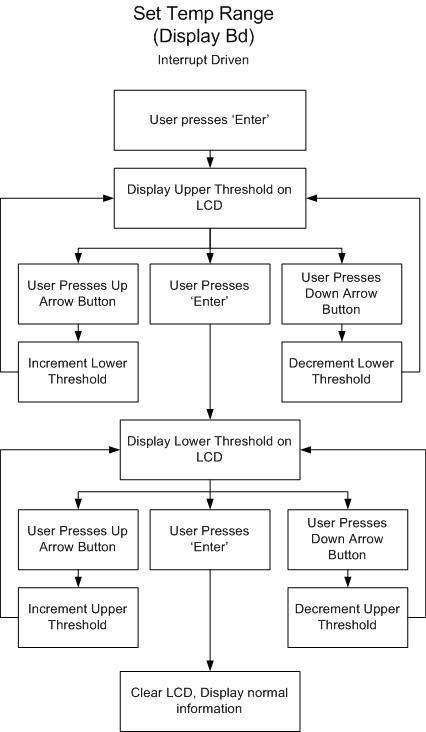 Set Temp Range
(Display Bd)
Interrupt Driven
User presses ‘Enter’
Display Upper Threshold on
LCD
User Presses Up
Arrow Button
User Presses
‘Enter’
User Presses
Down Arrow
Button
Increment Lower
Threshold
Decrement Lower
Threshold
Display Lower Threshold on
LCD
User Presses Up
Arrow Button
User Presses
‘Enter’
User Presses
Down Arrow
Button
Increment Upper
Threshold
Decrement Upper
Threshold
Clear LCD, Display normal
information